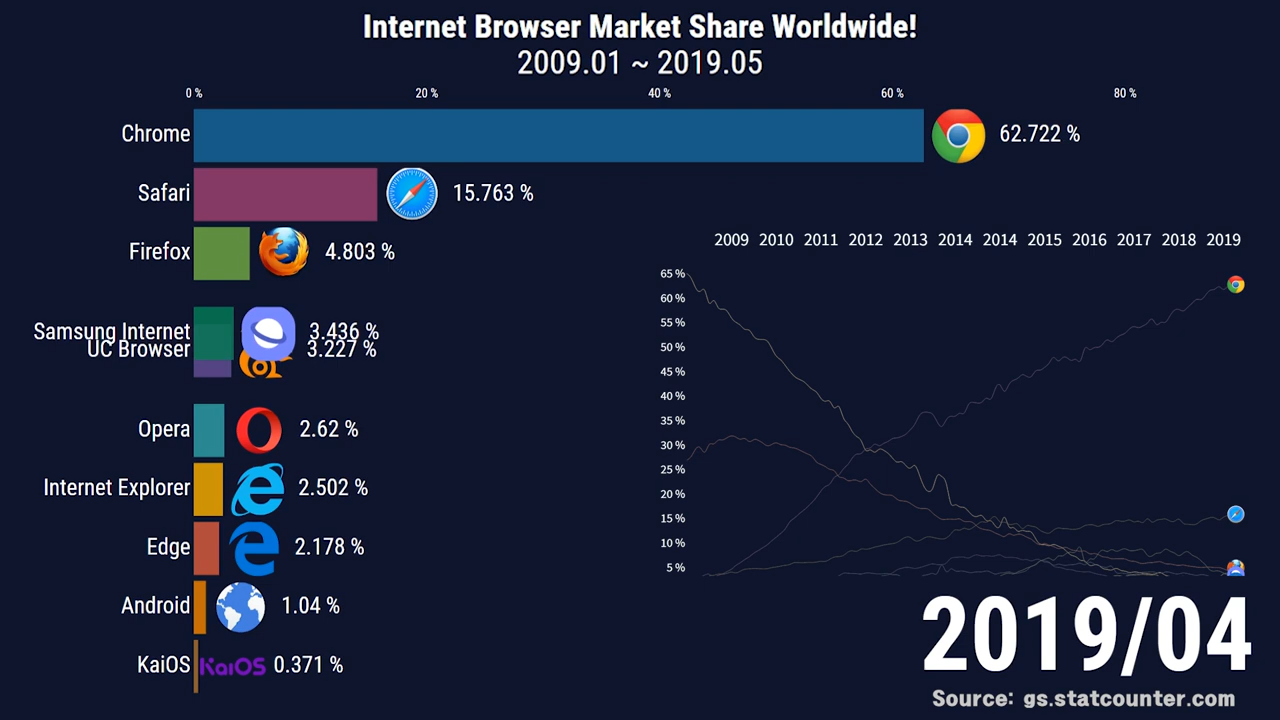 Internet Browser Market Share Worldwide!
2009.01 ~ 2019.05
0 % 20 % 40 % 60 % 80 %
Chrome 62.722 %
Safari 15.763 %
Firefox 4.803 %
Samsung Internet 3.436 %
UC Browser 3.227 %
Opera 2.62 %
Internet Explorer 2.502 %
Edge 2.178 %
Android 1.04 %
KaiOS KaiOS 0.371 %
2009 2010 2011 2012 2013 2014 2014 2015 2016 2017 2018 2019
65 %
60 %
55 %
50 %
45 %
40 %
35 %
30 %
25 %
20 %
15 %
10 %
5 %
2019/04
Source: gs.statcounter.com